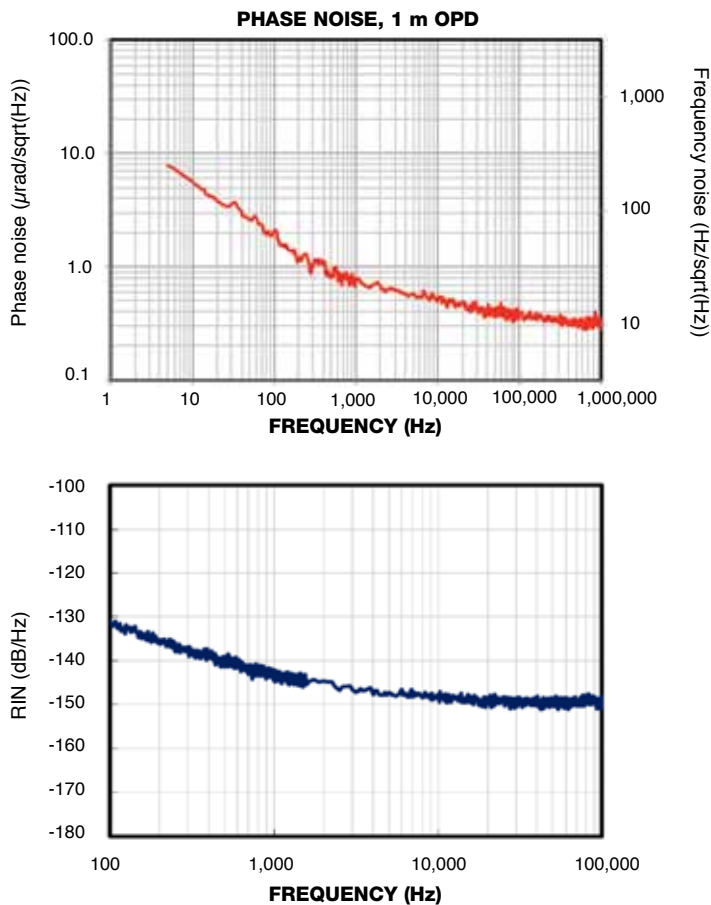 PHASE NOISE, 1 m OPD
100.0
10.0
1.0
0.1
Phase noise (μrad/sqrt(Hz))
1,000
100
10
Frequency noise (Hz/sqrt(Hz))
1 10 100 1,000 10,000 100,000 1,000,000
FREQUENCY (Hz)
-100
-110
-120
-130
-140
-150
-160
-170
-180
RIN (dB/Hz)
100 1,000 10,000 100,000
FREQUENCY (Hz)